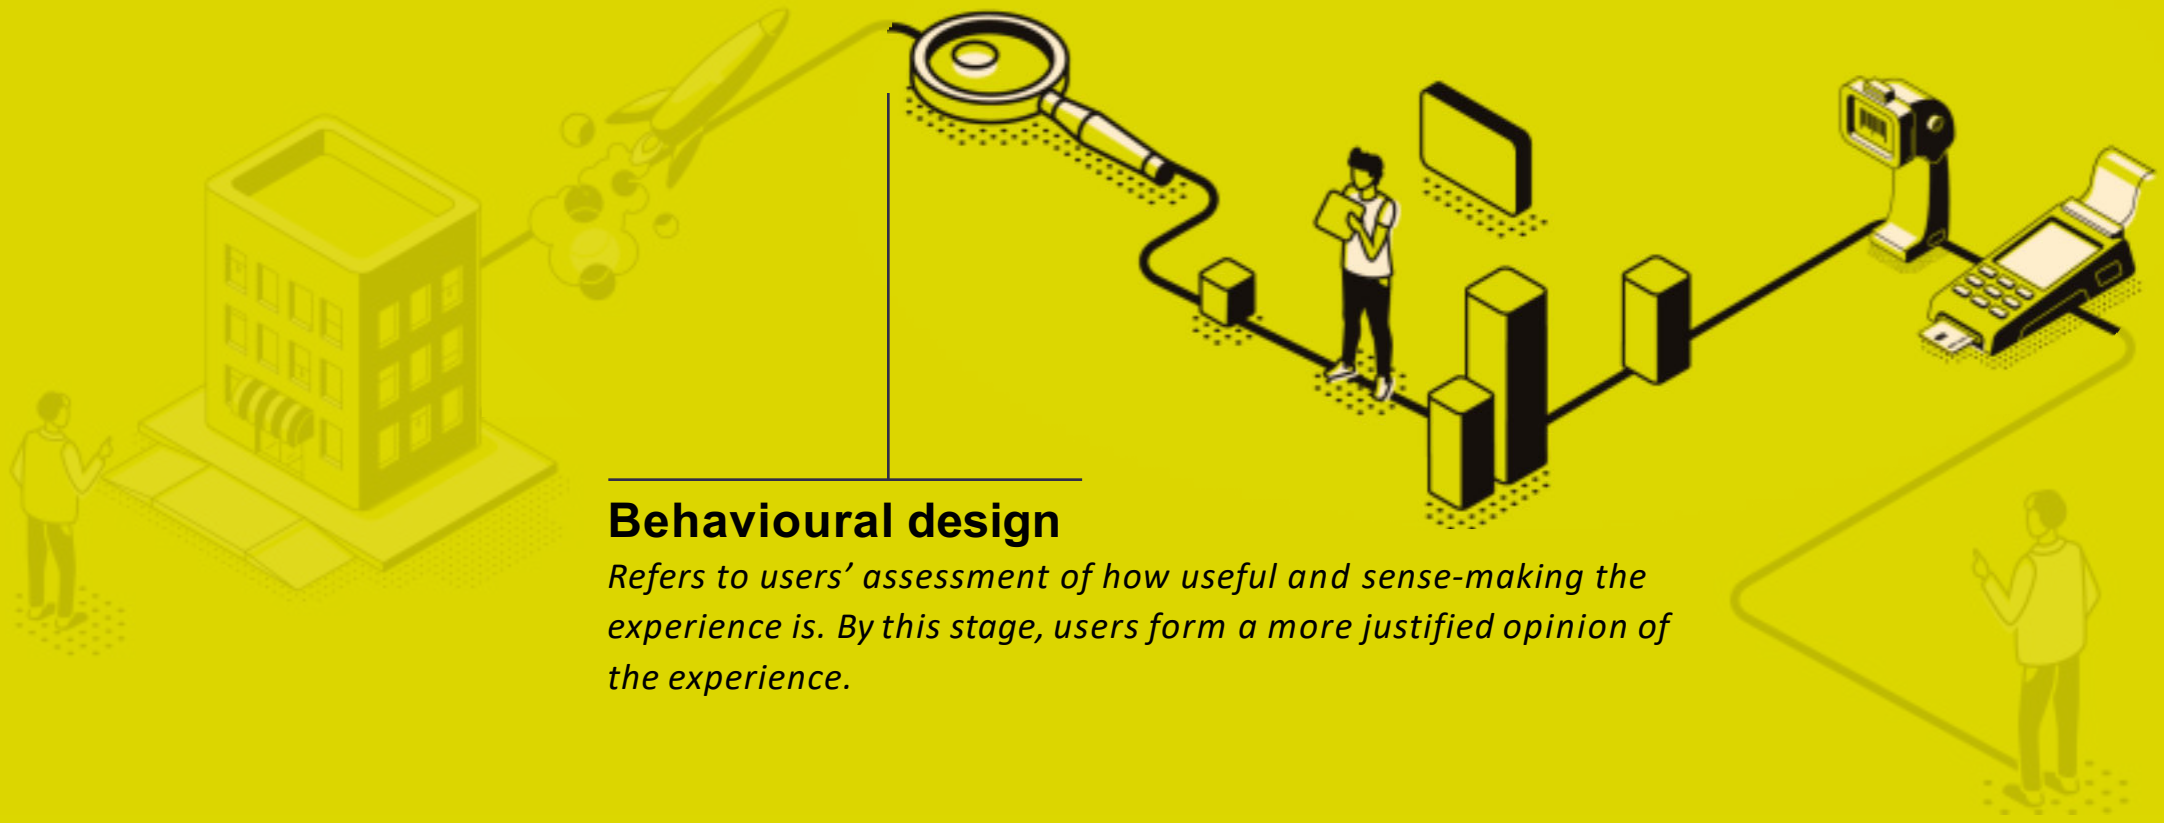 Behavioural design
Refers to users’ assessment of how useful and sense-making the
experience is. By this stage, users form a more justified opinion of
the experience.